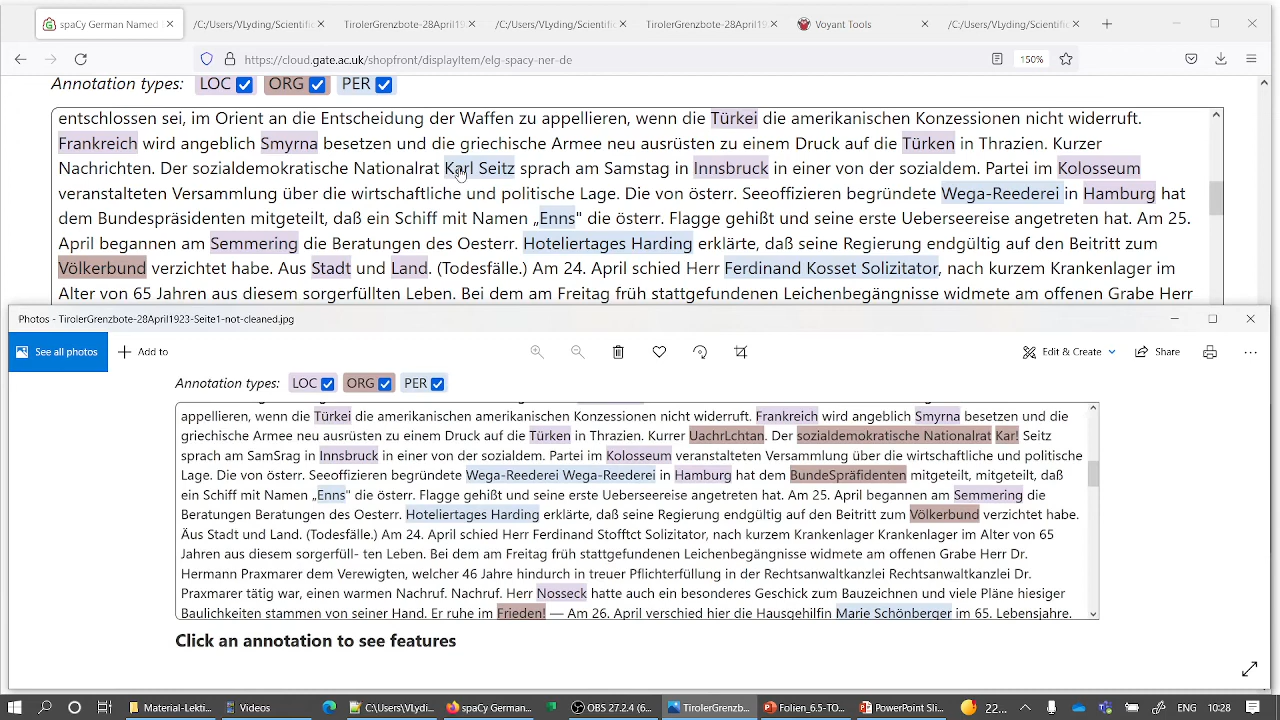 spaCy German Named
/C:/Users/VLyding/Scientific
TirolerGrenzbote-28April19
/C:/Users/VLyding/Scientific
TirolerGrenzbote-28April19
Voyant Tools
/C:/Users/VLyding/Scientific
https://cloud.gate.ac.uk/shopfront/displayItem/elg-spacy-ner-de
150%
Annotation types: LOC ORG PER
entschlossen sei, im Orient an die Entscheidung der Waffen zu appellieren, wenn die Türkei die amerikanischen Konzessionen nicht widerruft.
Frankreich wird angeblich Smyrna besetzen und die griechische Armee neu ausrüsten zu einem Druck auf die Türken in Thrazien. Kurzer
Nachrichten. Der sozialdemokratische Nationalrat Karl Seitz sprach am Samstag in Innsbruck in einer von der sozialdem. Partei im Kolosseum
veranstalteten Versammlung über die wirtschaftliche und politische Lage. Die von österr. Seeoffizieren begründete Wega-Reederei in Hamburg hat
dem Bundespräsidenten mitgeteilt, daß ein Schiff mit Namen „Enns" die österr. Flagge gehißt und seine erste Ueberseereise angetreten hat. Am 25.
April begannen am Semmering die Beratungen des Oesterr. Hoteliertages Harding erklärte, daß seine Regierung endgültig auf den Beitritt zum
Völkerbund verzichtet habe. Aus Stadt und Land. (Todesfälle.) Am 24. April schied Herr Ferdinand Kosset Solizitator, nach kurzem Krankenlager im
Alter von 65 Jahren aus diesem sorgerfüllten Leben. Bei dem am Freitag früh stattgefundenen Leichenbegängnisse widmete am offenen Grabe Herr
Photos - TirolerGrenzbote-28April1923-Seite1-not-cleaned.jpg
See all photos
Add to
Edit & Create
Share
Annotation types: LOC ORG PER
appellieren, wenn die Türkei die amerikanischen amerikanischen Konzessionen nicht widerruft. Frankreich wird angeblich Smyrna besetzen und die
griechische Armee neu ausrüsten zu einem Druck auf die Türken in Thrazien. Kurrer UachrLchtan. Der sozialdemokratische Nationalrat Kar! Seitz
sprach am SamSrag in Innsbruck in einer von der sozialdem. Partei im Kolosseum veranstalteten Versammlung über die wirtschaftliche und politische
Lage. Die von österr. Seeoffizieren begründete Wega-Reederei Wega-Reederei in Hamburg hat dem BundeSpräfidenten mitgeteilt, mitgeteilt, daß
ein Schiff mit Namen „Enns" die österr. Flagge gehißt und seine erste Ueberseereise angetreten hat. Am 25. April begannen am Semmering die
Beratungen Beratungen des Oesterr. Hoteliertages Harding erklärte, daß seine Regierung endgültig auf den Beitritt zum Völkerbund verzichtet habe.
Äus Stadt und Land. (Todesfälle.) Am 24. April schied Herr Ferdinand Stofftct Solizitator, nach kurzem Krankenlager Krankenlager im Alter von 65
Jahren aus diesem sorgerfüll- ten Leben. Bei dem am Freitag früh stattgefundenen Leichenbegängnisse widmete am offenen Grabe Herr Dr.
Hermann Praxmarer dem Verewigten, welcher 46 Jahre hindurch in treuer Pflichterfüllung in der Rechtsanwaltkanzlei Rechtsanwaltkanzlei Dr.
Praxmarer tätig war, einen warmen Nachruf. Nachruf. Herr Nosseck hatte auch ein besonderes Geschick zum Bauzeichnen und viele Pläne hiesiger
Baulichkeiten stammen von seiner Hand. Er ruhe im Frieden! — Am 26. April verschied hier die Hausgehilfin Marie Schönberger im 65. Lebensjahre.
Click an annotation to see features
Material-Lekti...
Videos
C:\Users\VLydin...
spaCy German ...
OBS 27.2.4 (6...
TirolerGrenzb...
Folien_6.5-TO...
PowerPoint Sli...
22...
ENG
10:28